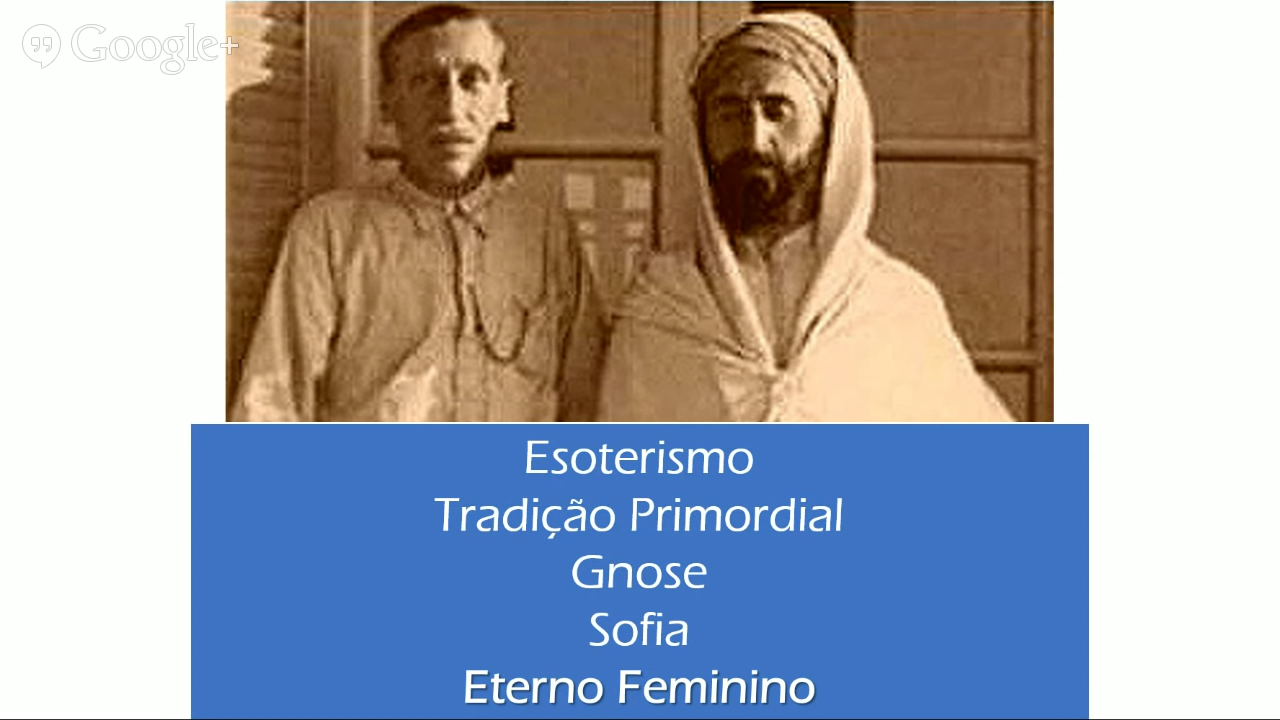 Google+
Esoterismo
Tradição Primordial
Gnose
Sofia
Eterno Feminino